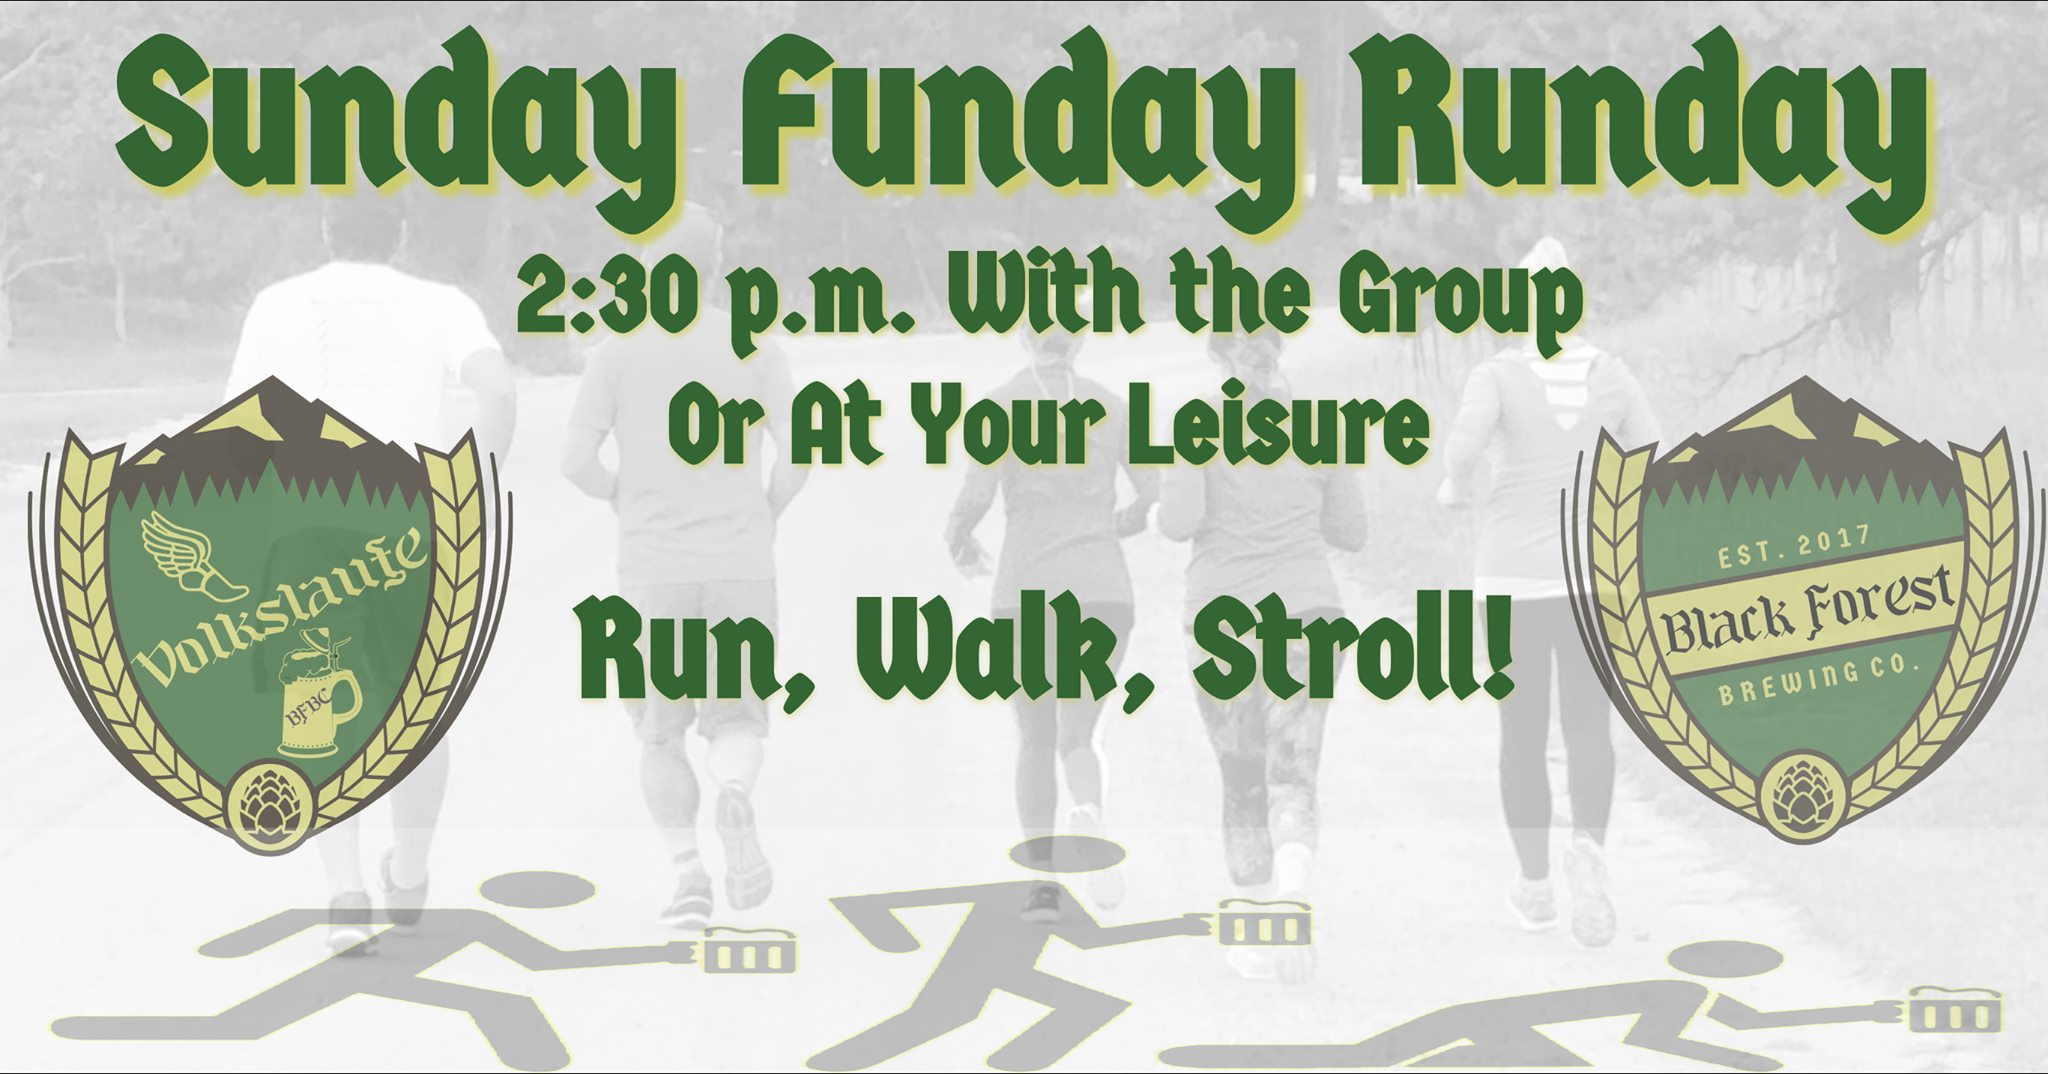 Sunday Funday Runday
2:30 p.m. With the Group
Or At Your Leisure
Run, Walk, Stroll!
Volkslaufe
BFBC
EST. 2017
Black Forest
BREWING CO.